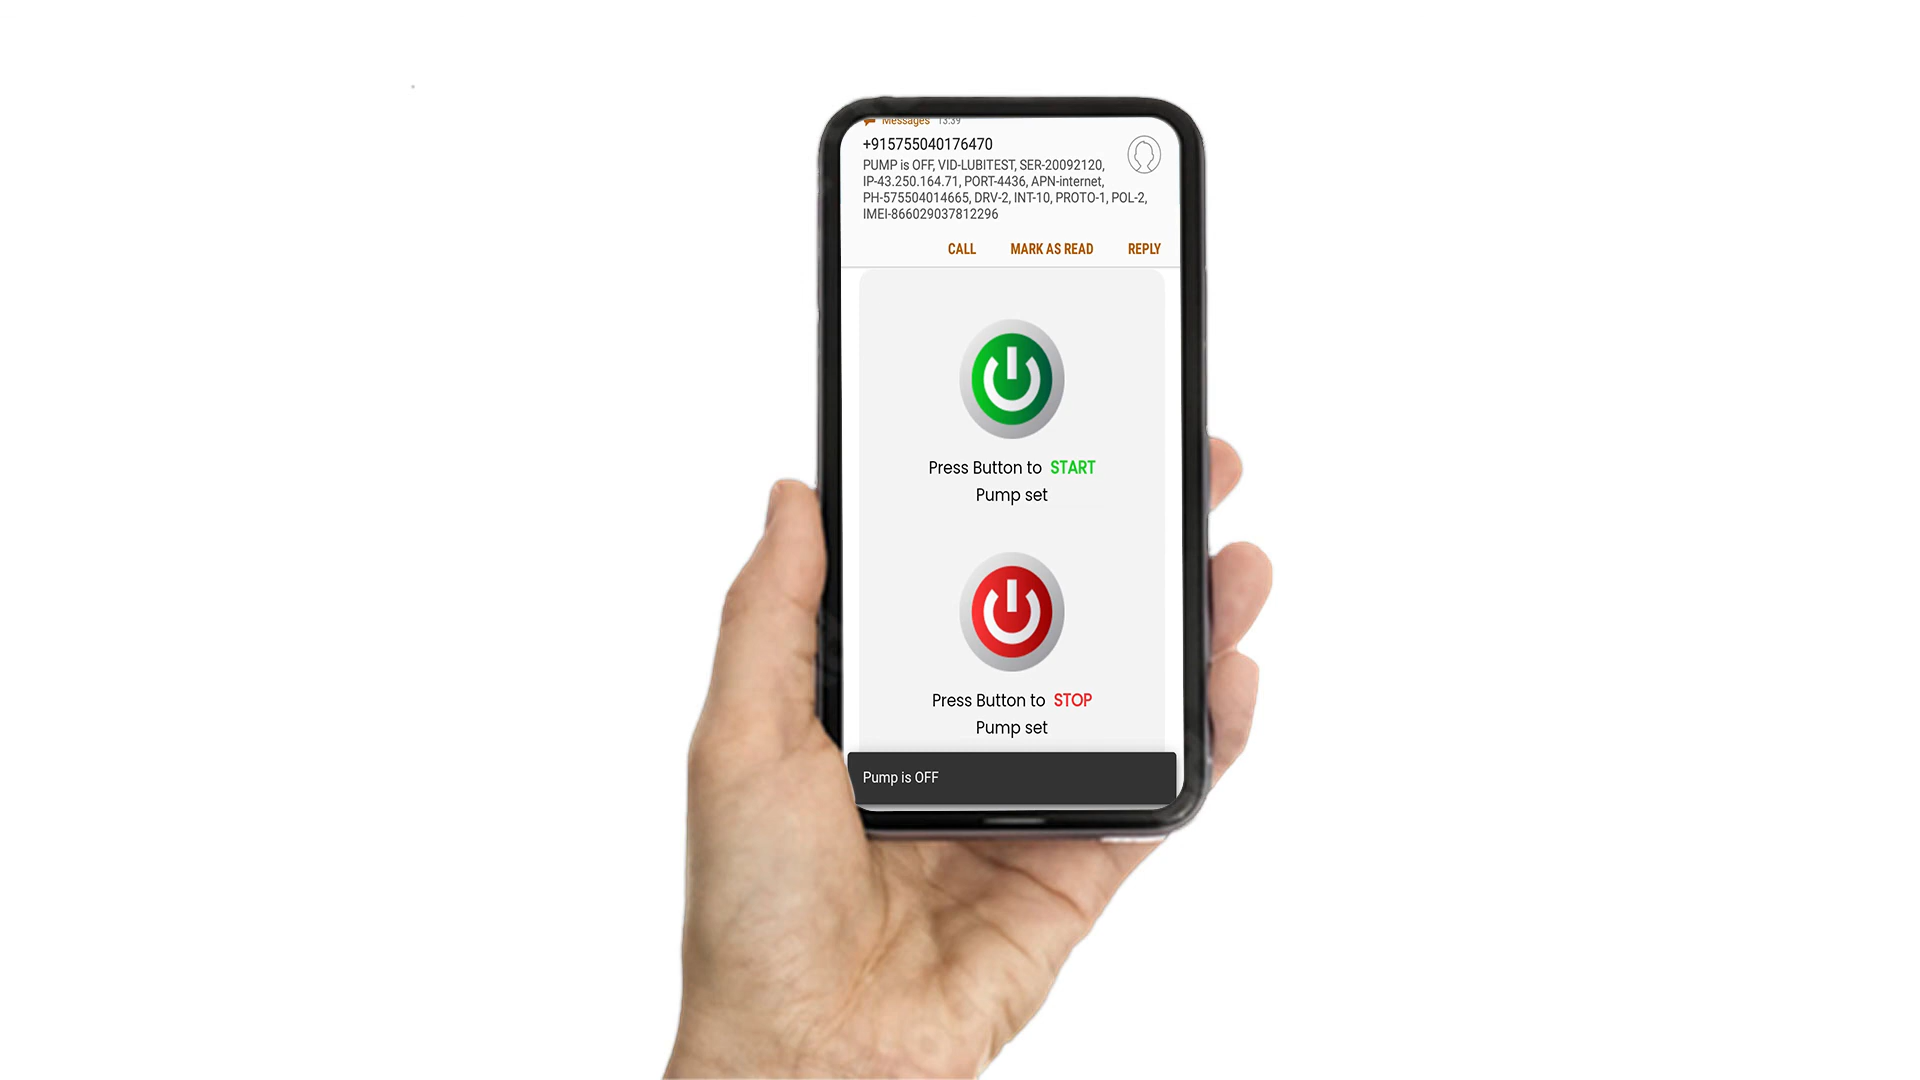 Messages 13:39
+915755040176470
PUMP is OFF, VID-LUBITEST, SER-20092120,
IP-43.250.164.71, PORT-4436, APN-internet,
PH-575504014665, DRV-2, INT-10, PROTO-1, POL-2,
IMEI-866029037812296
CALL MARK AS READ REPLY
Press Button to START
Pump set
Press Button to STOP
Pump set
Pump is OFF